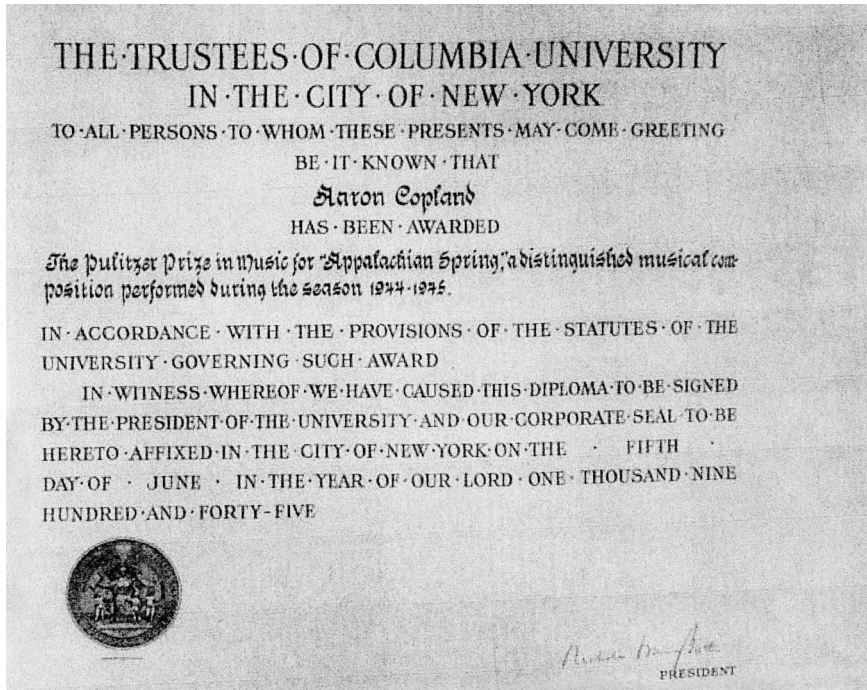 THE·TRUSTEES·OF·COLUMBIA·UNIVERSITY
IN·THE·CITY·OF·NEW·YORK
TO·ALL·PERSONS·TO·WHOM·THESE·PRESENTS·MAY·COME·GREETING
BE·IT·KNOWN·THAT
Aaron Copland
HAS·BEEN·AWARDED
The Pulitzer Prize in Music for "Appalachian Spring," a distinguished musical com-
position performed during the season 1944-1945.
IN·ACCORDANCE·WITH·THE·PROVISIONS·OF·THE·STATUTES·OF·THE
UNIVERSITY·GOVERNING·SUCH·AWARD
IN·WITNESS·WHEREOF·WE·HAVE·CAUSED·THIS·DIPLOMA·TO·BE·SIGNED
BY·THE·PRESIDENT·OF·THE·UNIVERSITY·AND·OUR·CORPORATE·SEAL·TO·BE
HERETO·AFFIXED·IN·THE·CITY·OF·NEW·YORK·ON·THE · FIFTH ·
DAY·OF · JUNE · IN·THE·YEAR·OF·OUR·LORD·ONE·THOUSAND·NINE
HUNDRED·AND·FORTY-FIVE
PRESIDENT